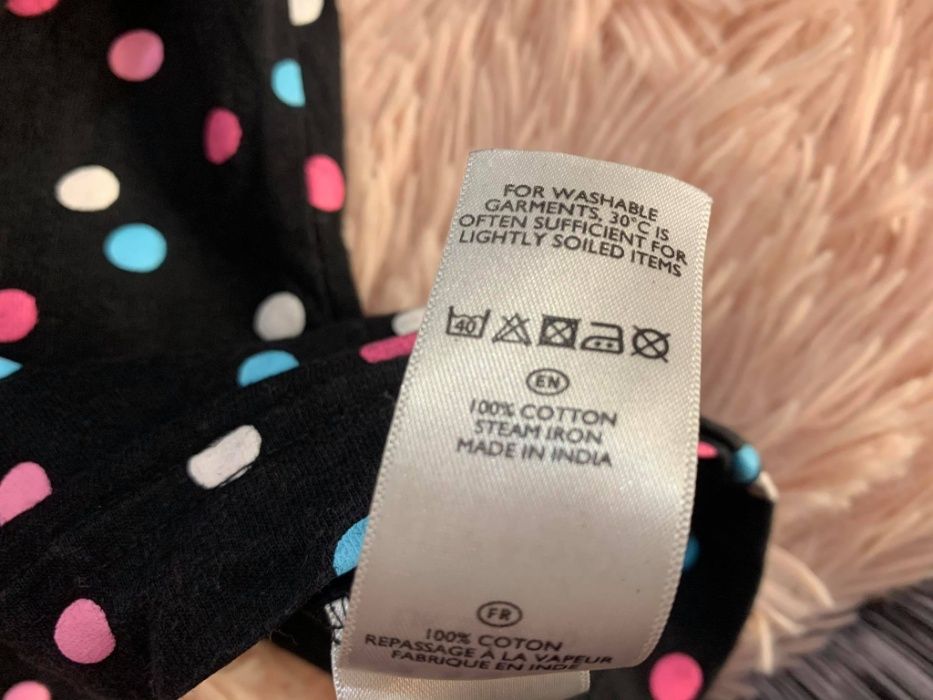 FOR WASHABLE
GARMENTS, 30°C IS
OFTEN SUFFICIENT FOR
LIGHTLY SOILED ITEMS
40
EN
100% COTTON
STEAM IRON
MADE IN INDIA
FR
100% COTON
REPASSAGE À LA VAPEUR
FABRIQUE EN INDE